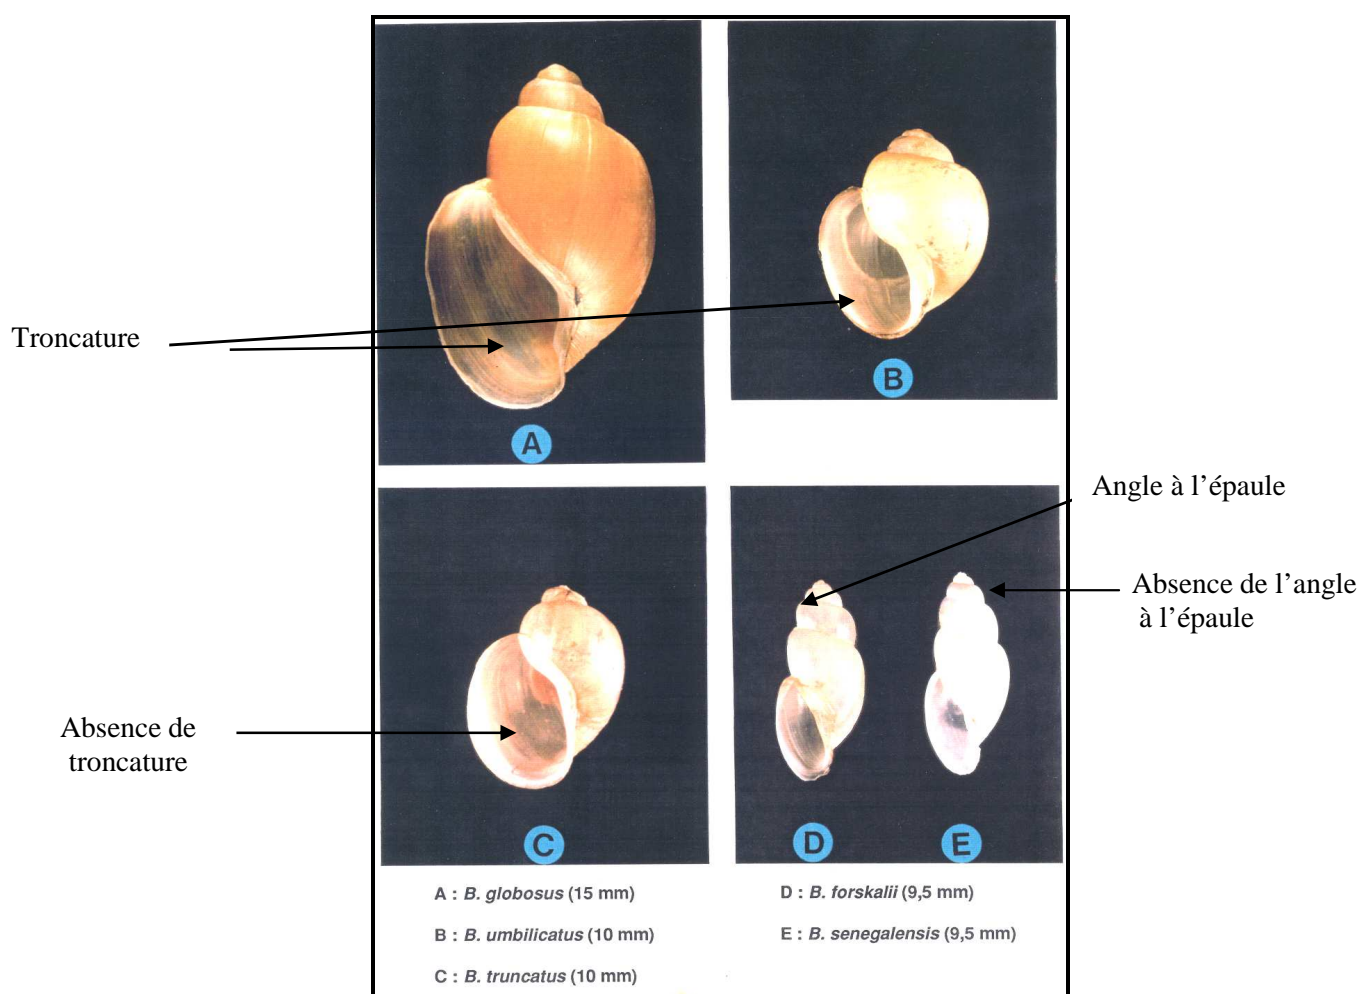 Troncature
A
B
Angle à l’épaule
Absence de l’angle
à l’épaule
Absence de
troncature
C
D
E
A : B. globosus (15 mm)
B : B. umbilicatus (10 mm)
C : B. truncatus (10 mm)
D : B. forskalii (9,5 mm)
E : B. senegalensis (9,5 mm)